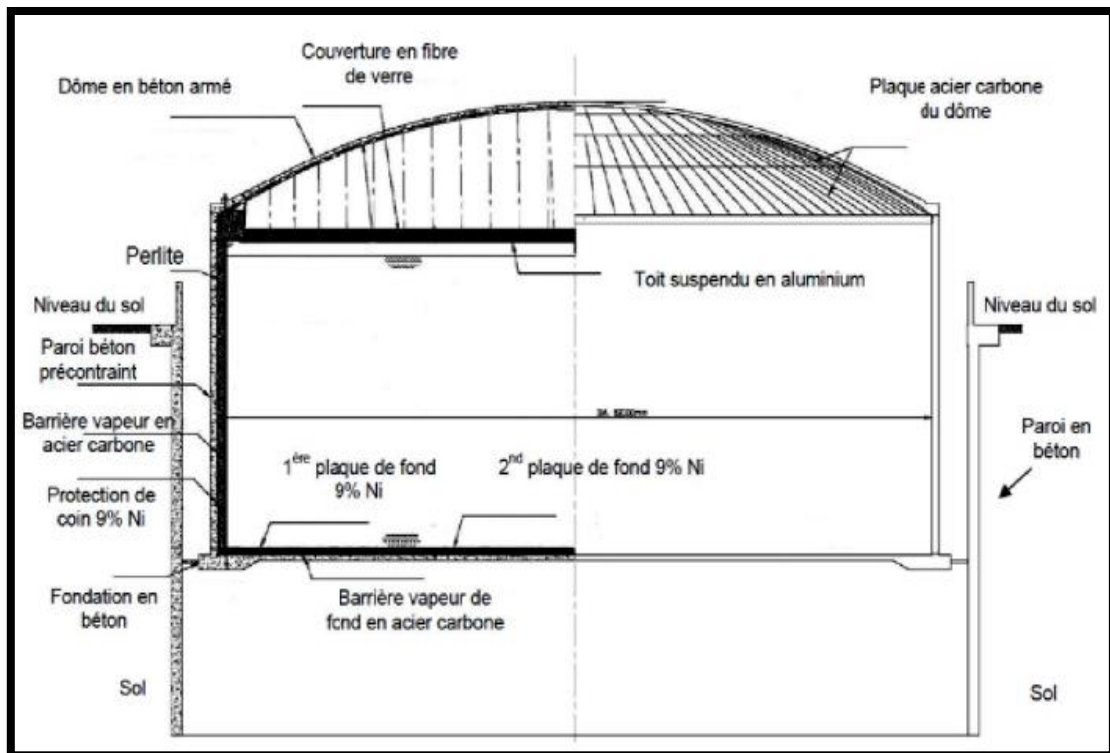 Couverture en fibre
de verre
Dôme en béton armé
Plaque acier carbone
du dôme
Perlite
Toit suspendu en aluminium
Niveau du sol
Niveau du sol
Paroi béton
précontraint
Barrière vapeur en
acier carbone
Paroi en
béton
1ère plaque de fond
9% Ni
2nd plaque de fond 9% Ni
Protection de
coin 9% Ni
Fondation en
béton
Barrière vapeur de
fond en acier carbone
Sol
Sol